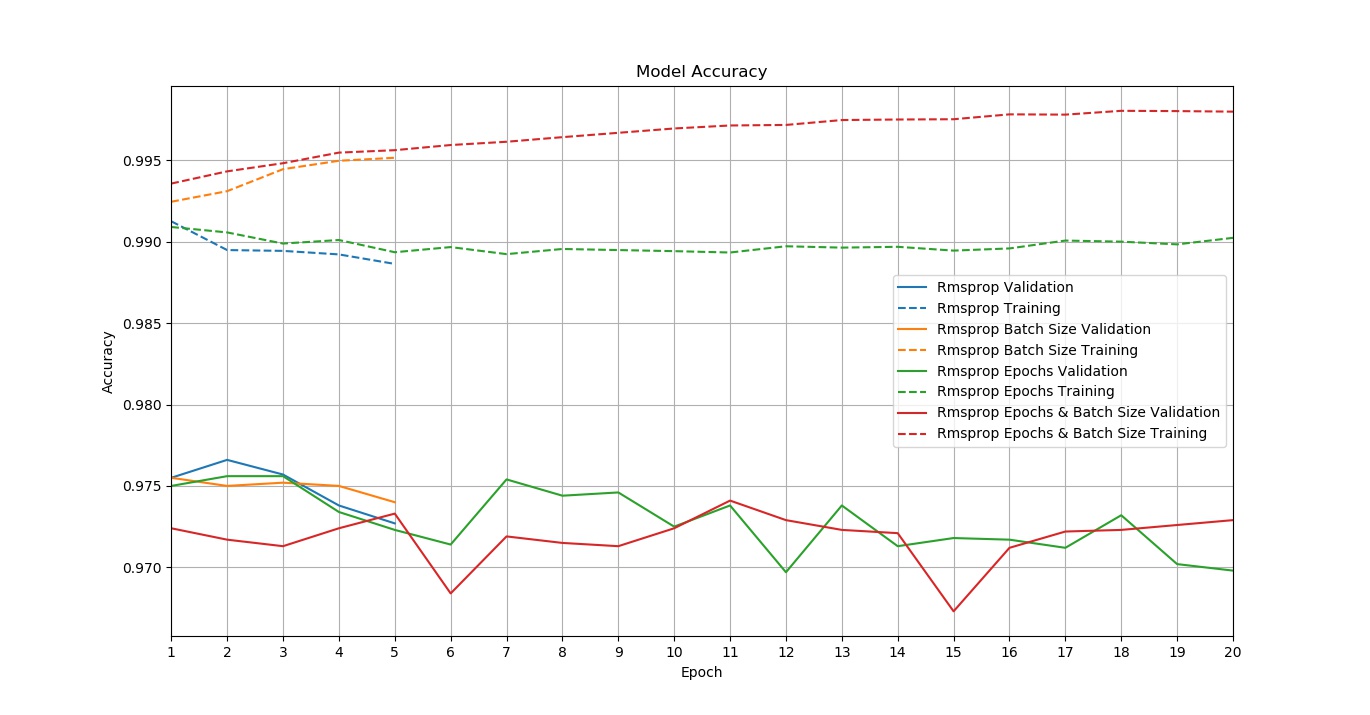 Model Accuracy
0.995
0.990
0.985
0.980
0.975
0.970
Accuracy
Rmsprop Validation
Rmsprop Training
Rmsprop Batch Size Validation
Rmsprop Batch Size Training
Rmsprop Epochs Validation
Rmsprop Epochs Training
Rmsprop Epochs & Batch Size Validation
Rmsprop Epochs & Batch Size Training
1 2 3 4 5 6 7 8 9 10 11 12 13 14 15 16 17 18 19 20
Epoch